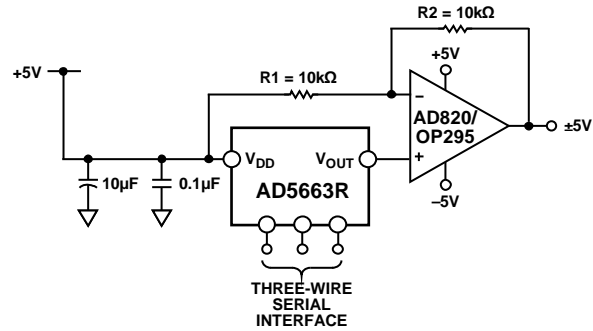 R2 = 10kΩ
+5V
+5V
R1 = 10kΩ
–
AD820/
OP295
±5V
+
–5V
VDD
VOUT
AD5663R
10µF
0.1µF
THREE-WIRE
SERIAL
INTERFACE